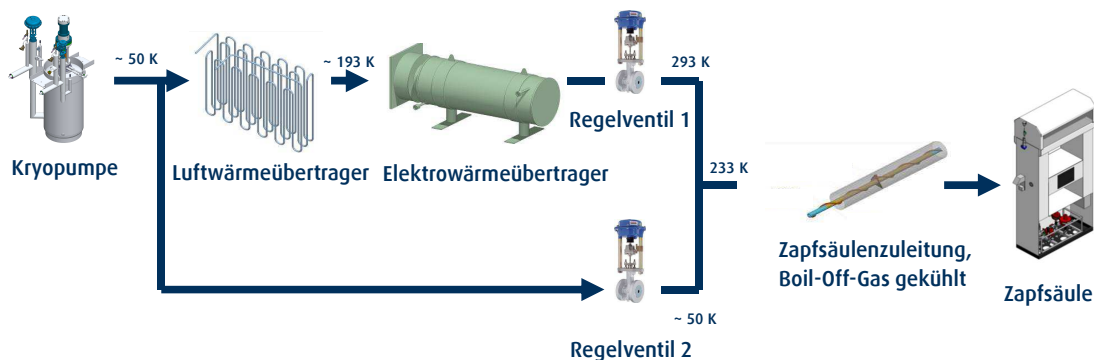 ~ 50 K
~ 193 K
293 K
Regelventil 1
Kryopumpe
Luftwärmeübertrager
Elektrowärmeübertrager
233 K
Zapfsäulenzuleitung,
Boil-Off-Gas gekühlt
Zapfsäule
~ 50 K
Regelventil 2